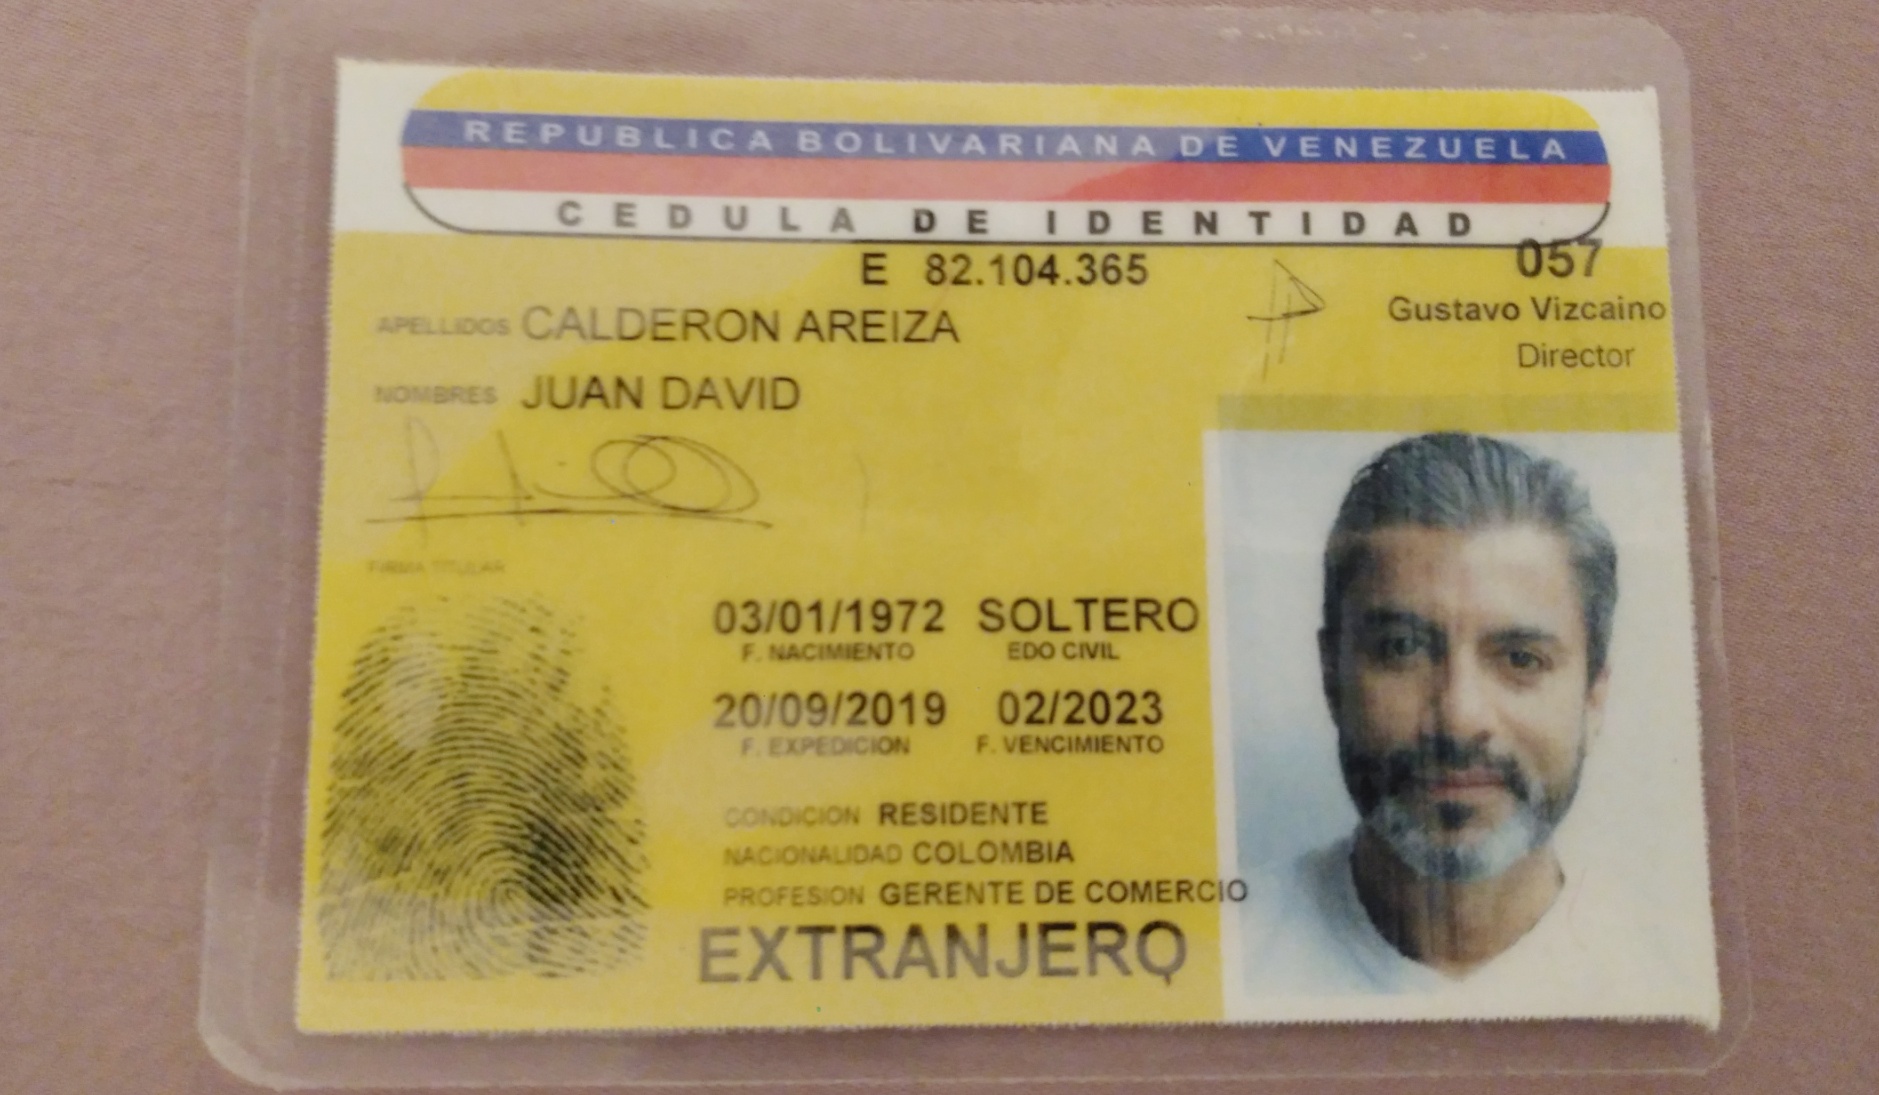 REPUBLICA BOLIVARIANA DE VENEZUELA
CEDULA DE IDENTIDAD
E 82.104.365
057
Gustavo Vizcaino
Director
APELLIDOS CALDERON AREIZA
NOMBRES JUAN DAVID
FIRMA TITULAR
03/01/1972 SOLTERO
F. NACIMIENTO EDO CIVIL
20/09/2019 02/2023
F. EXPEDICION F. VENCIMIENTO
CONDICION RESIDENTE
NACIONALIDAD COLOMBIA
PROFESION GERENTE DE COMERCIO
EXTRANJERO